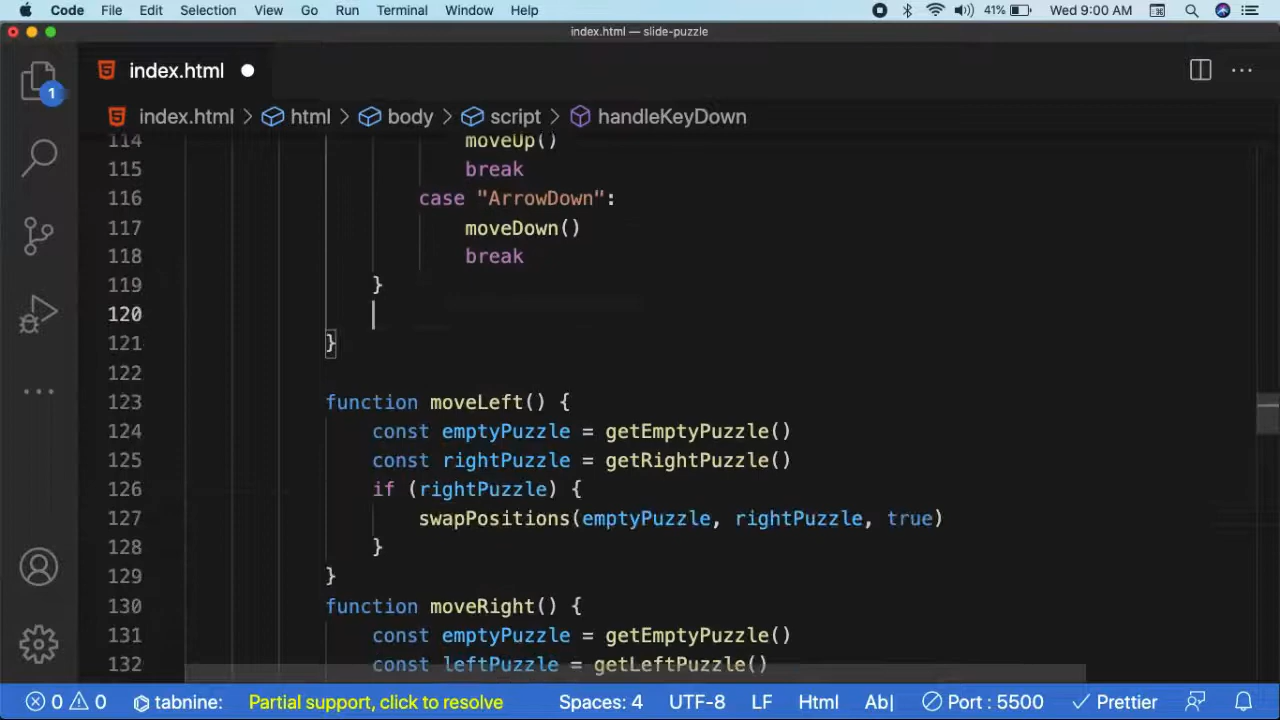 Code File Edit Selection View Go Run Terminal Window Help 41% Wed 9:00 AM
index.html — slide-puzzle
index.html
index.html > html > body > script > handleKeyDown
1
114 moveUp()
115 break
116 case "ArrowDown":
117 moveDown()
118 break
119 }
120
121 }
122
123 function moveLeft() {
124 const emptyPuzzle = getEmptyPuzzle()
125 const rightPuzzle = getRightPuzzle()
126 if (rightPuzzle) {
127 swapPositions(emptyPuzzle, rightPuzzle, true)
128 }
129 }
130 function moveRight() {
131 const emptyPuzzle = getEmptyPuzzle()
132 const leftPuzzle = getLeftPuzzle()
0 0 tabnine: Partial support, click to resolve Spaces: 4 UTF-8 LF Html Ab| Port : 5500 Prettier